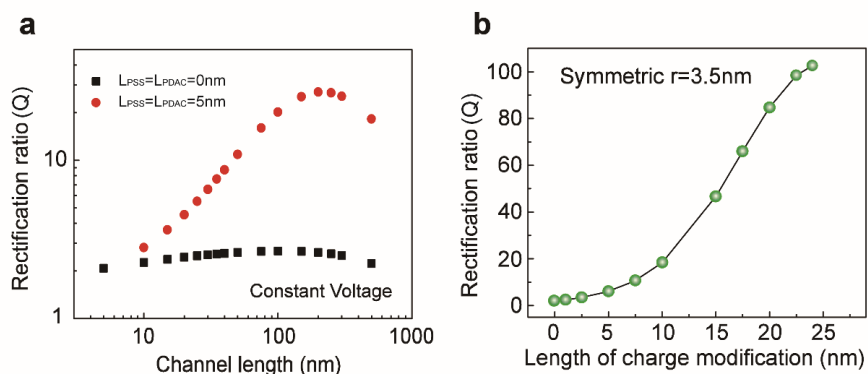 a
Rectification ratio (Q)
10
1
L_PSS=L_PDAC=0nm
L_PSS=L_PDAC=5nm
Constant Voltage
10 100 1000
Channel length (nm)
b
Rectification ratio (Q)
100
80
60
40
20
0
Symmetric r=3.5nm
0 5 10 15 20 25
Length of charge modification (nm)